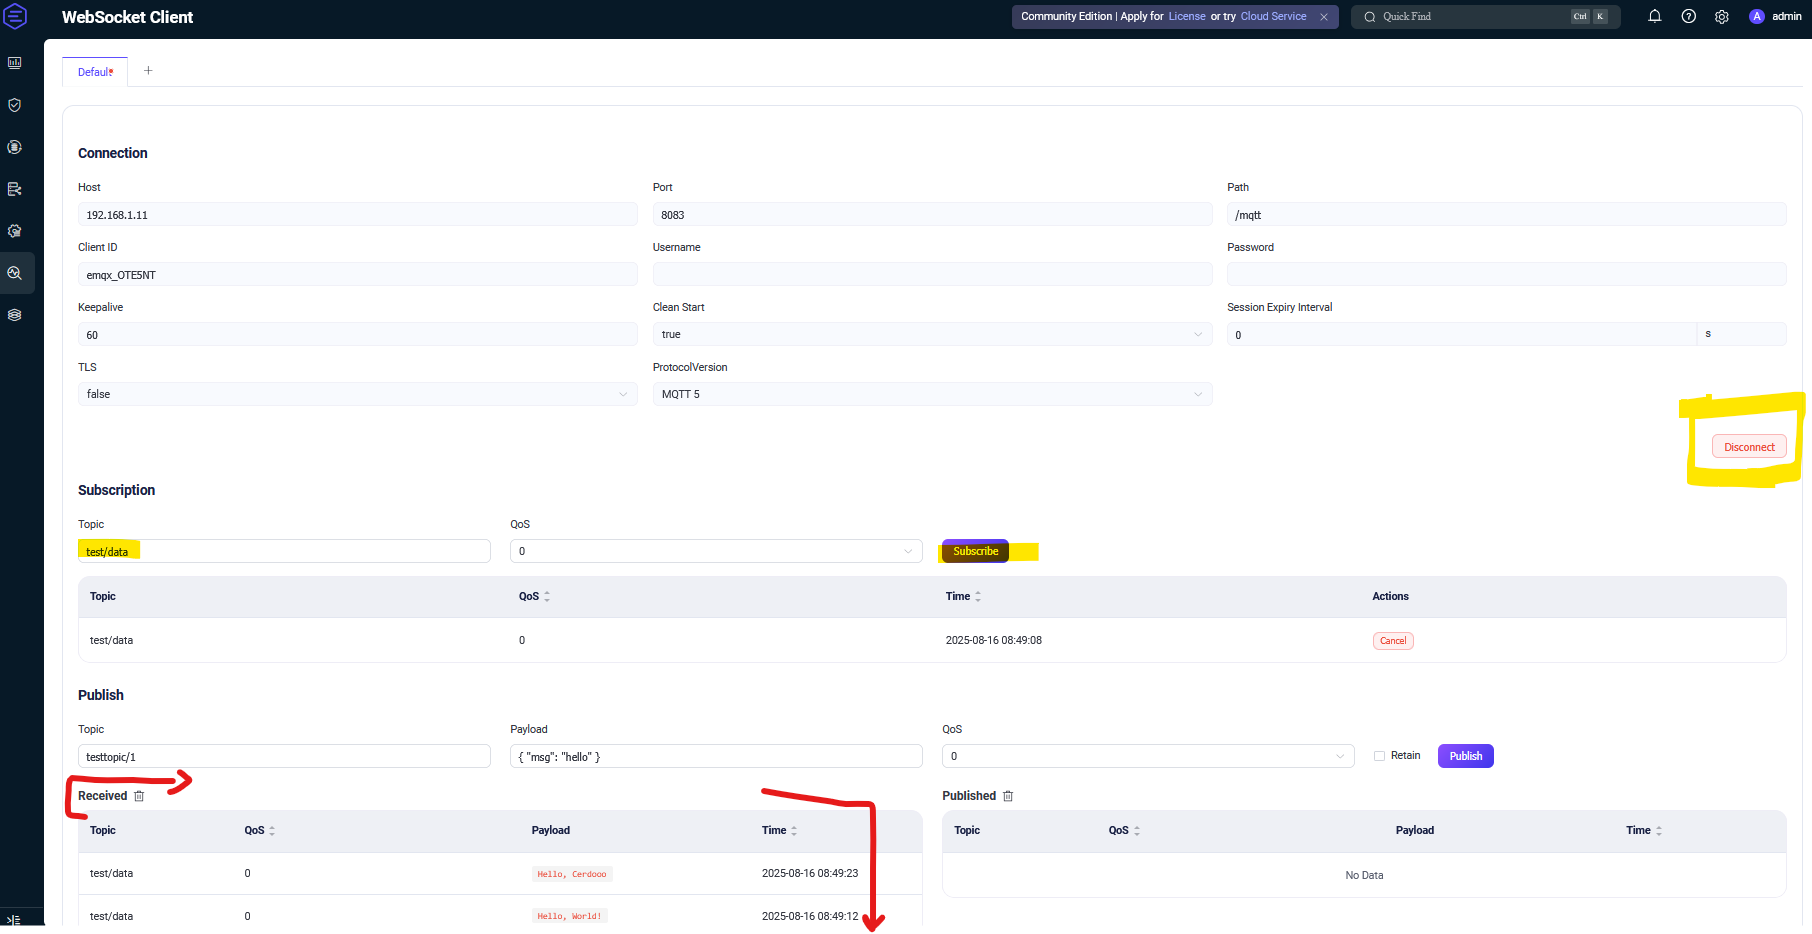 WebSocket Client
Community Edition | Apply for License or try Cloud Service
Quick Find Ctrl K
A admin
Default
Connection
Host Port Path
192.168.1.11 8083 /mqtt
Client ID Username Password
emqx_OTE5NT
Keepalive Clean Start Session Expiry Interval
60 true 0 s
TLS ProtocolVersion
false MQTT 5
Disconnect
Subscription
Topic QoS
test/data 0 Subscribe
Topic QoS Time Actions
test/data 0 2025-08-16 08:49:08 Cancel
Publish
Topic Payload QoS
testtopic/1 { "msg": "hello" } 0 Retain Publish
Received Published
Topic QoS Payload Time Topic QoS Payload Time
test/data 0 Hello, Cerdooo 2025-08-16 08:49:23 No Data
test/data 0 Hello, World! 2025-08-16 08:49:12